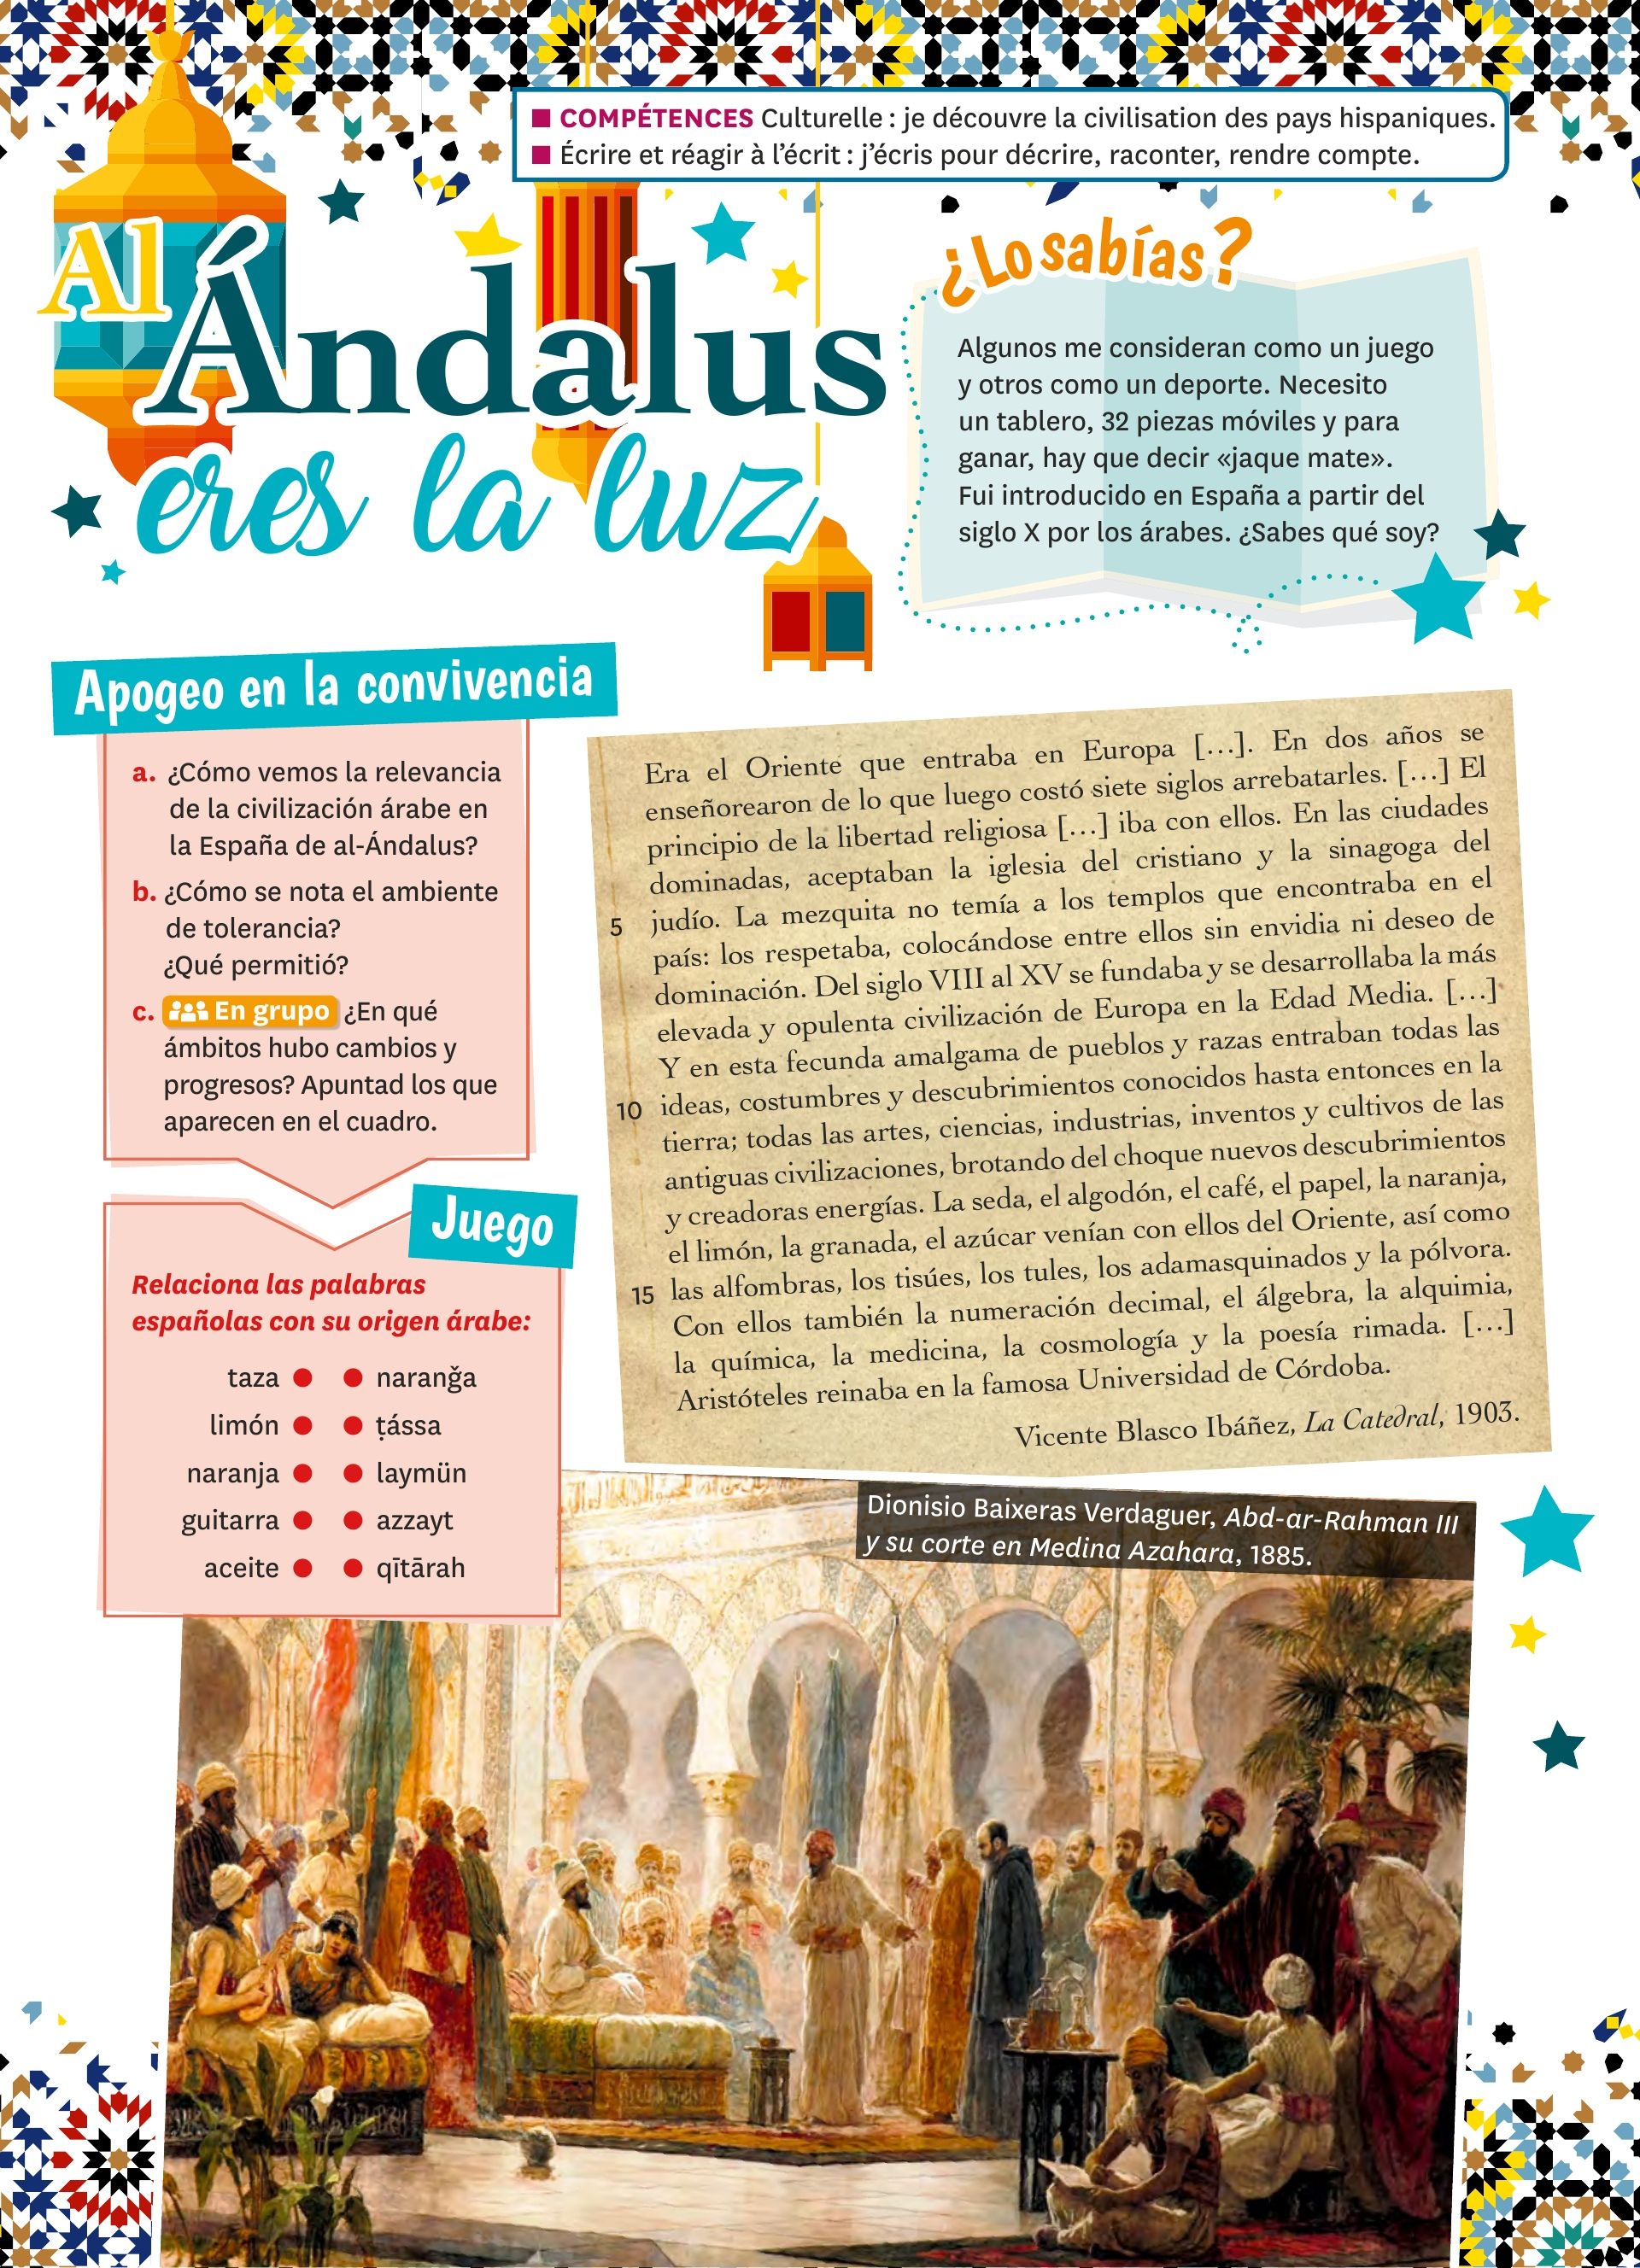 ■ COMPÉTENCES Culturelle : je découvre la civilisation des pays hispaniques.
■ Écrire et réagir à l'écrit : j'écris pour décrire, raconter, rendre compte.
Al
Ándalus
eres la luz
¿Lo sabías?
Algunos me consideran como un juego
y otros como un deporte. Necesito
un tablero, 32 piezas móviles y para
ganar, hay que decir «jaque mate».
Fui introducido en España a partir del
siglo X por los árabes. ¿Sabes qué soy?
Apogeo en la convivencia
a. ¿Cómo vemos la relevancia
de la civilización árabe en
la España de al-Ándalus?
b. ¿Cómo se nota el ambiente
de tolerancia?
¿Qué permitió?
c. En grupo ¿En qué
ámbitos hubo cambios y
progresos? Apuntad los que
aparecen en el cuadro.
Era el Oriente que entraba en Europa […]. En dos años se
enseñorearon de lo que luego costó siete siglos arrebatarles. […] El
principio de la libertad religiosa […] iba con ellos. En las ciudades
dominadas, aceptaban la iglesia del cristiano y la sinagoga del
5 judío. La mezquita no temía a los templos que encontraba en el
país: los respetaba, colocándose entre ellos sin envidia ni deseo de
dominación. Del siglo VIII al XV se fundaba y se desarrollaba la más
elevada y opulenta civilización de Europa en la Edad Media. […]
Y en esta fecunda amalgama de pueblos y razas entraban todas las
10 ideas, costumbres y descubrimientos conocidos hasta entonces en la
tierra; todas las artes, ciencias, industrias, inventos y cultivos de las
antiguas civilizaciones, brotando del choque nuevos descubrimientos
y creadoras energías. La seda, el algodón, el café, el papel, la naranja,
el limón, la granada, el azúcar venían con ellos del Oriente, así como
15 las alfombras, los tisúes, los tules, los adamasquinados y la pólvora.
Con ellos también la numeración decimal, el álgebra, la alquimia,
la química, la medicina, la cosmología y la poesía rimada. […]
Aristóteles reinaba en la famosa Universidad de Córdoba.
Vicente Blasco Ibáñez, La Catedral, 1903.
Juego
Relaciona las palabras
españolas con su origen árabe:
taza ● ● naranǧa
limón ● ● ṭássa
naranja ● ● laymün
guitarra ● ● azzayt
aceite ● ● qītārah
Dionisio Baixeras Verdaguer, Abd-ar-Rahman III
y su corte en Medina Azahara, 1885.